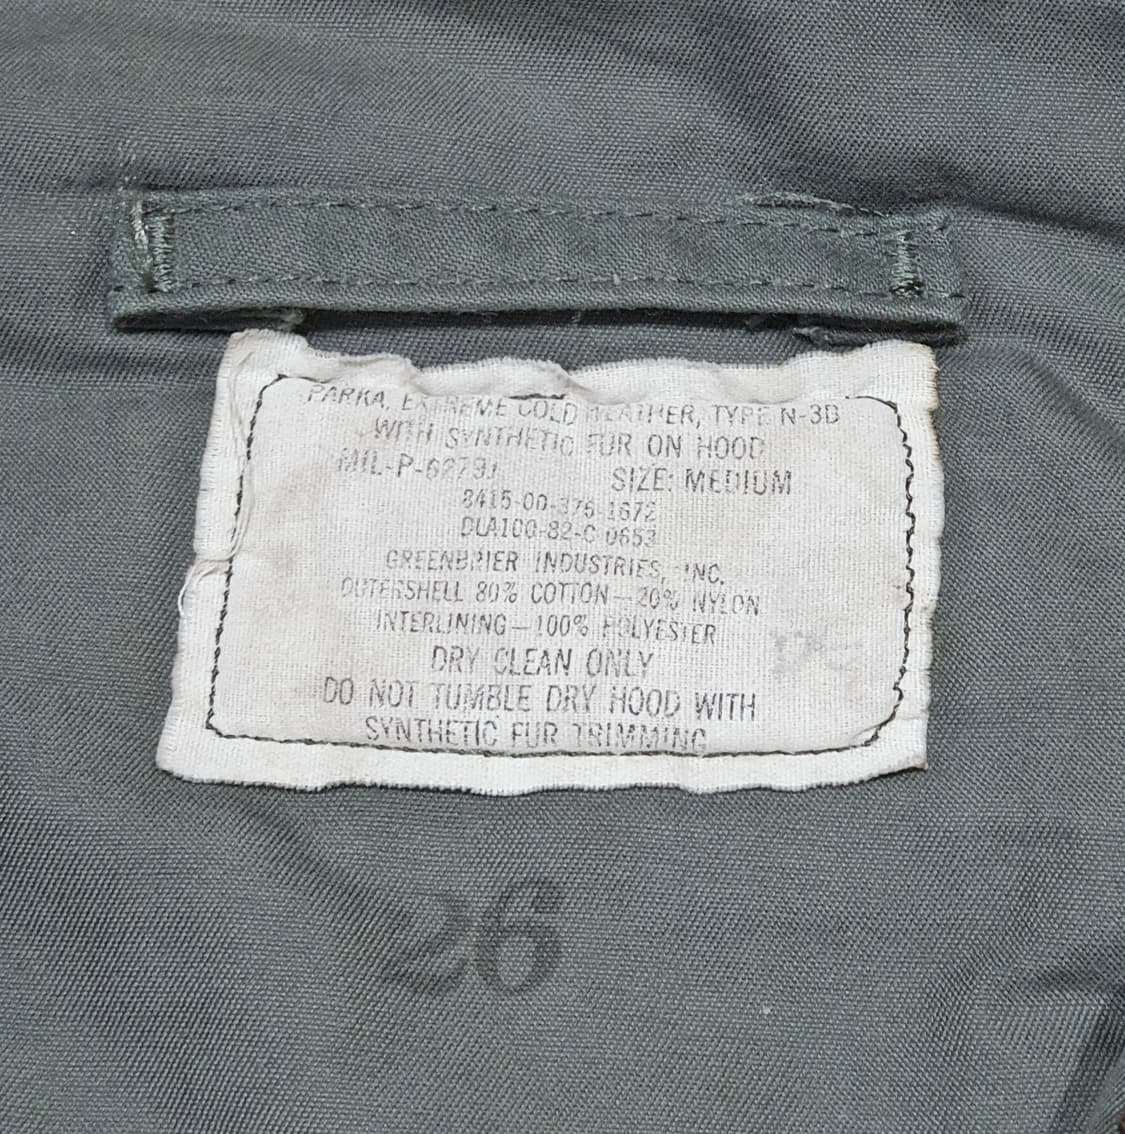 PARKA, EXTREME COLD WEATHER, TYPE N-3B
WITH SYNTHETIC FUR ON HOOD
MIL-P-6279J SIZE: MEDIUM
8415-00-376-1672
DLA100-82-C-0653
GREENBRIER INDUSTRIES, INC.
OUTERSHELL 80% COTTON—20% NYLON
INTERLINING—100% POLYESTER
DRY CLEAN ONLY
DO NOT TUMBLE DRY HOOD WITH
SYNTHETIC FUR TRIMMING
26